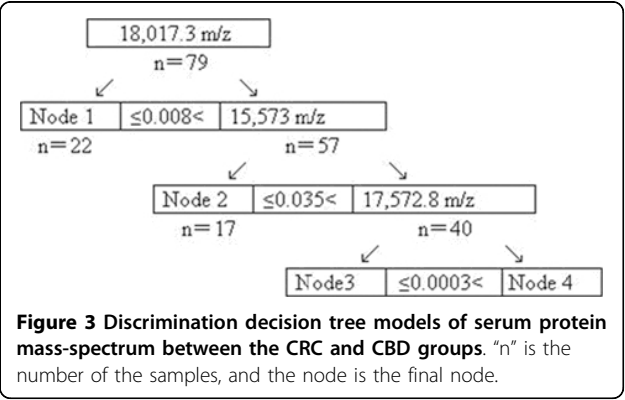 18,017.3 m/z
n=79
Node 1 ≤0.008< 15,573 m/z
n=22 n=57
Node 2 ≤0.035< 17,572.8 m/z
n=17 n=40
Node3 ≤0.0003< Node 4
Figure 3 Discrimination decision tree models of serum protein
mass-spectrum between the CRC and CBD groups. "n" is the
number of the samples, and the node is the final node.